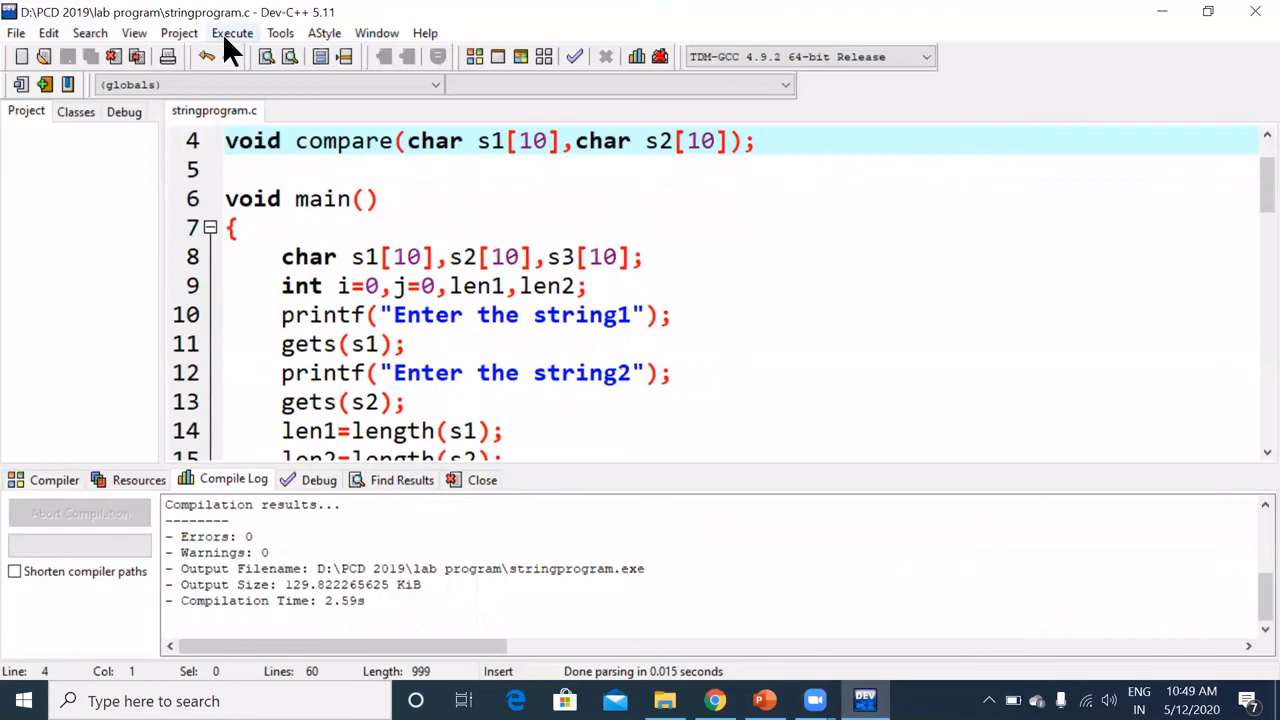 D:\PCD 2019\lab program\stringprogram.c - Dev-C++ 5.11
File Edit Search View Project Execute Tools AStyle Window Help
TDM-GCC 4.9.2 64-bit Release
(globals)
Project Classes Debug stringprogram.c
4 void compare(char s1[10],char s2[10]);
5
6 void main()
7 {
8 char s1[10],s2[10],s3[10];
9 int i=0,j=0,len1,len2;
10 printf("Enter the string1");
11 gets(s1);
12 printf("Enter the string2");
13 gets(s2);
14 len1=length(s1);
15 len2=length(s2);
Compiler Resources Compile Log Debug Find Results Close
Abort Compilation
Shorten compiler paths
Compilation results...
--------
- Errors: 0
- Warnings: 0
- Output Filename: D:\PCD 2019\lab program\stringprogram.exe
- Output Size: 129.822265625 KiB
- Compilation Time: 2.59s
Line: 4 Col: 1 Sel: 0 Lines: 60 Length: 999 Insert Done parsing in 0.015 seconds
Type here to search
DEV C++
ENG
IN
10:49 AM
5/12/2020
7